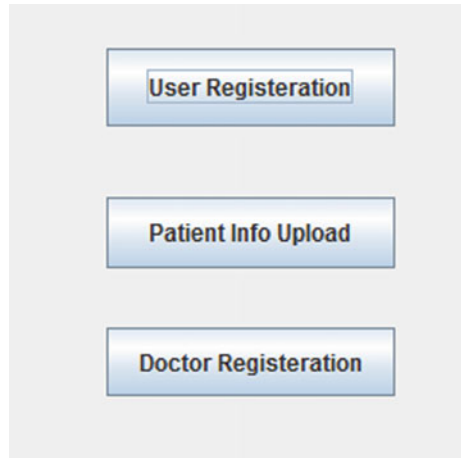 User Registeration
Patient Info Upload
Doctor Registeration